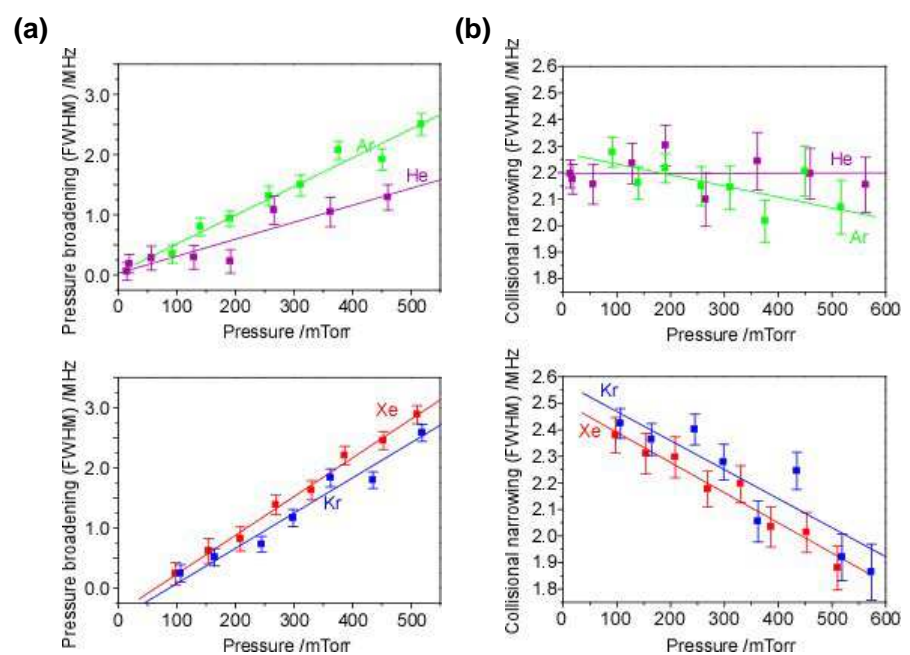 (a)
Pressure broadening (FWHM) /MHz
3.0
2.0
1.0
0.0
Ar
He
0 100 200 300 400 500
Pressure /mTorr
(b)
Collisional narrowing (FWHM) /MHz
2.6
2.5
2.4
2.3
2.2
2.1
2.0
1.9
1.8
He
Ar
0 100 200 300 400 500 600
Pressure /mTorr
Pressure broadening (FWHM) /MHz
3.0
2.0
1.0
0.0
Xe
Kr
0 100 200 300 400 500
Pressure /mTorr
Collisional narrowing (FWHM) /MHz
2.6
2.5
2.4
2.3
2.2
2.1
2.0
1.9
1.8
Kr
Xe
0 100 200 300 400 500 600
Pressure /mTorr